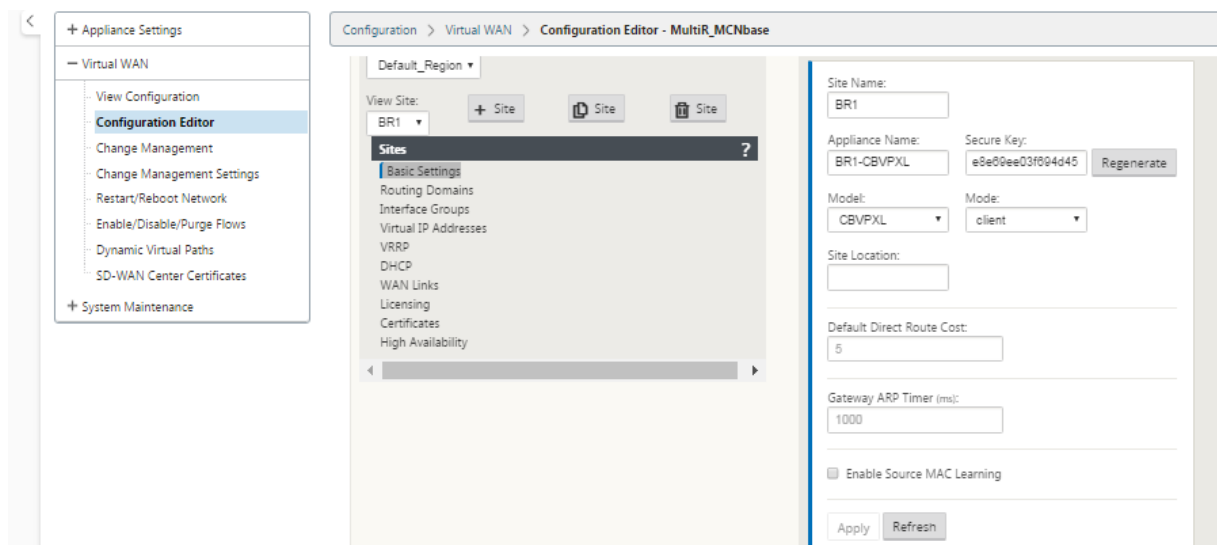 + Appliance Settings
− Virtual WAN
View Configuration
Configuration Editor
Change Management
Change Management Settings
Restart/Reboot Network
Enable/Disable/Purge Flows
Dynamic Virtual Paths
SD-WAN Center Certificates
+ System Maintenance
Configuration > Virtual WAN > Configuration Editor - MultiR_MCNbase
Default_Region
View Site:
BR1
+ Site
Site
Site
Sites ?
Basic Settings
Routing Domains
Interface Groups
Virtual IP Addresses
VRRP
DHCP
WAN Links
Licensing
Certificates
High Availability
Site Name:
BR1
Appliance Name: Secure Key:
BR1-CBVPXL e8e69ee03f694d45 Regenerate
Model: Mode:
CBVPXL client
Site Location:
Default Direct Route Cost:
5
Gateway ARP Timer (ms):
1000
Enable Source MAC Learning
Apply Refresh